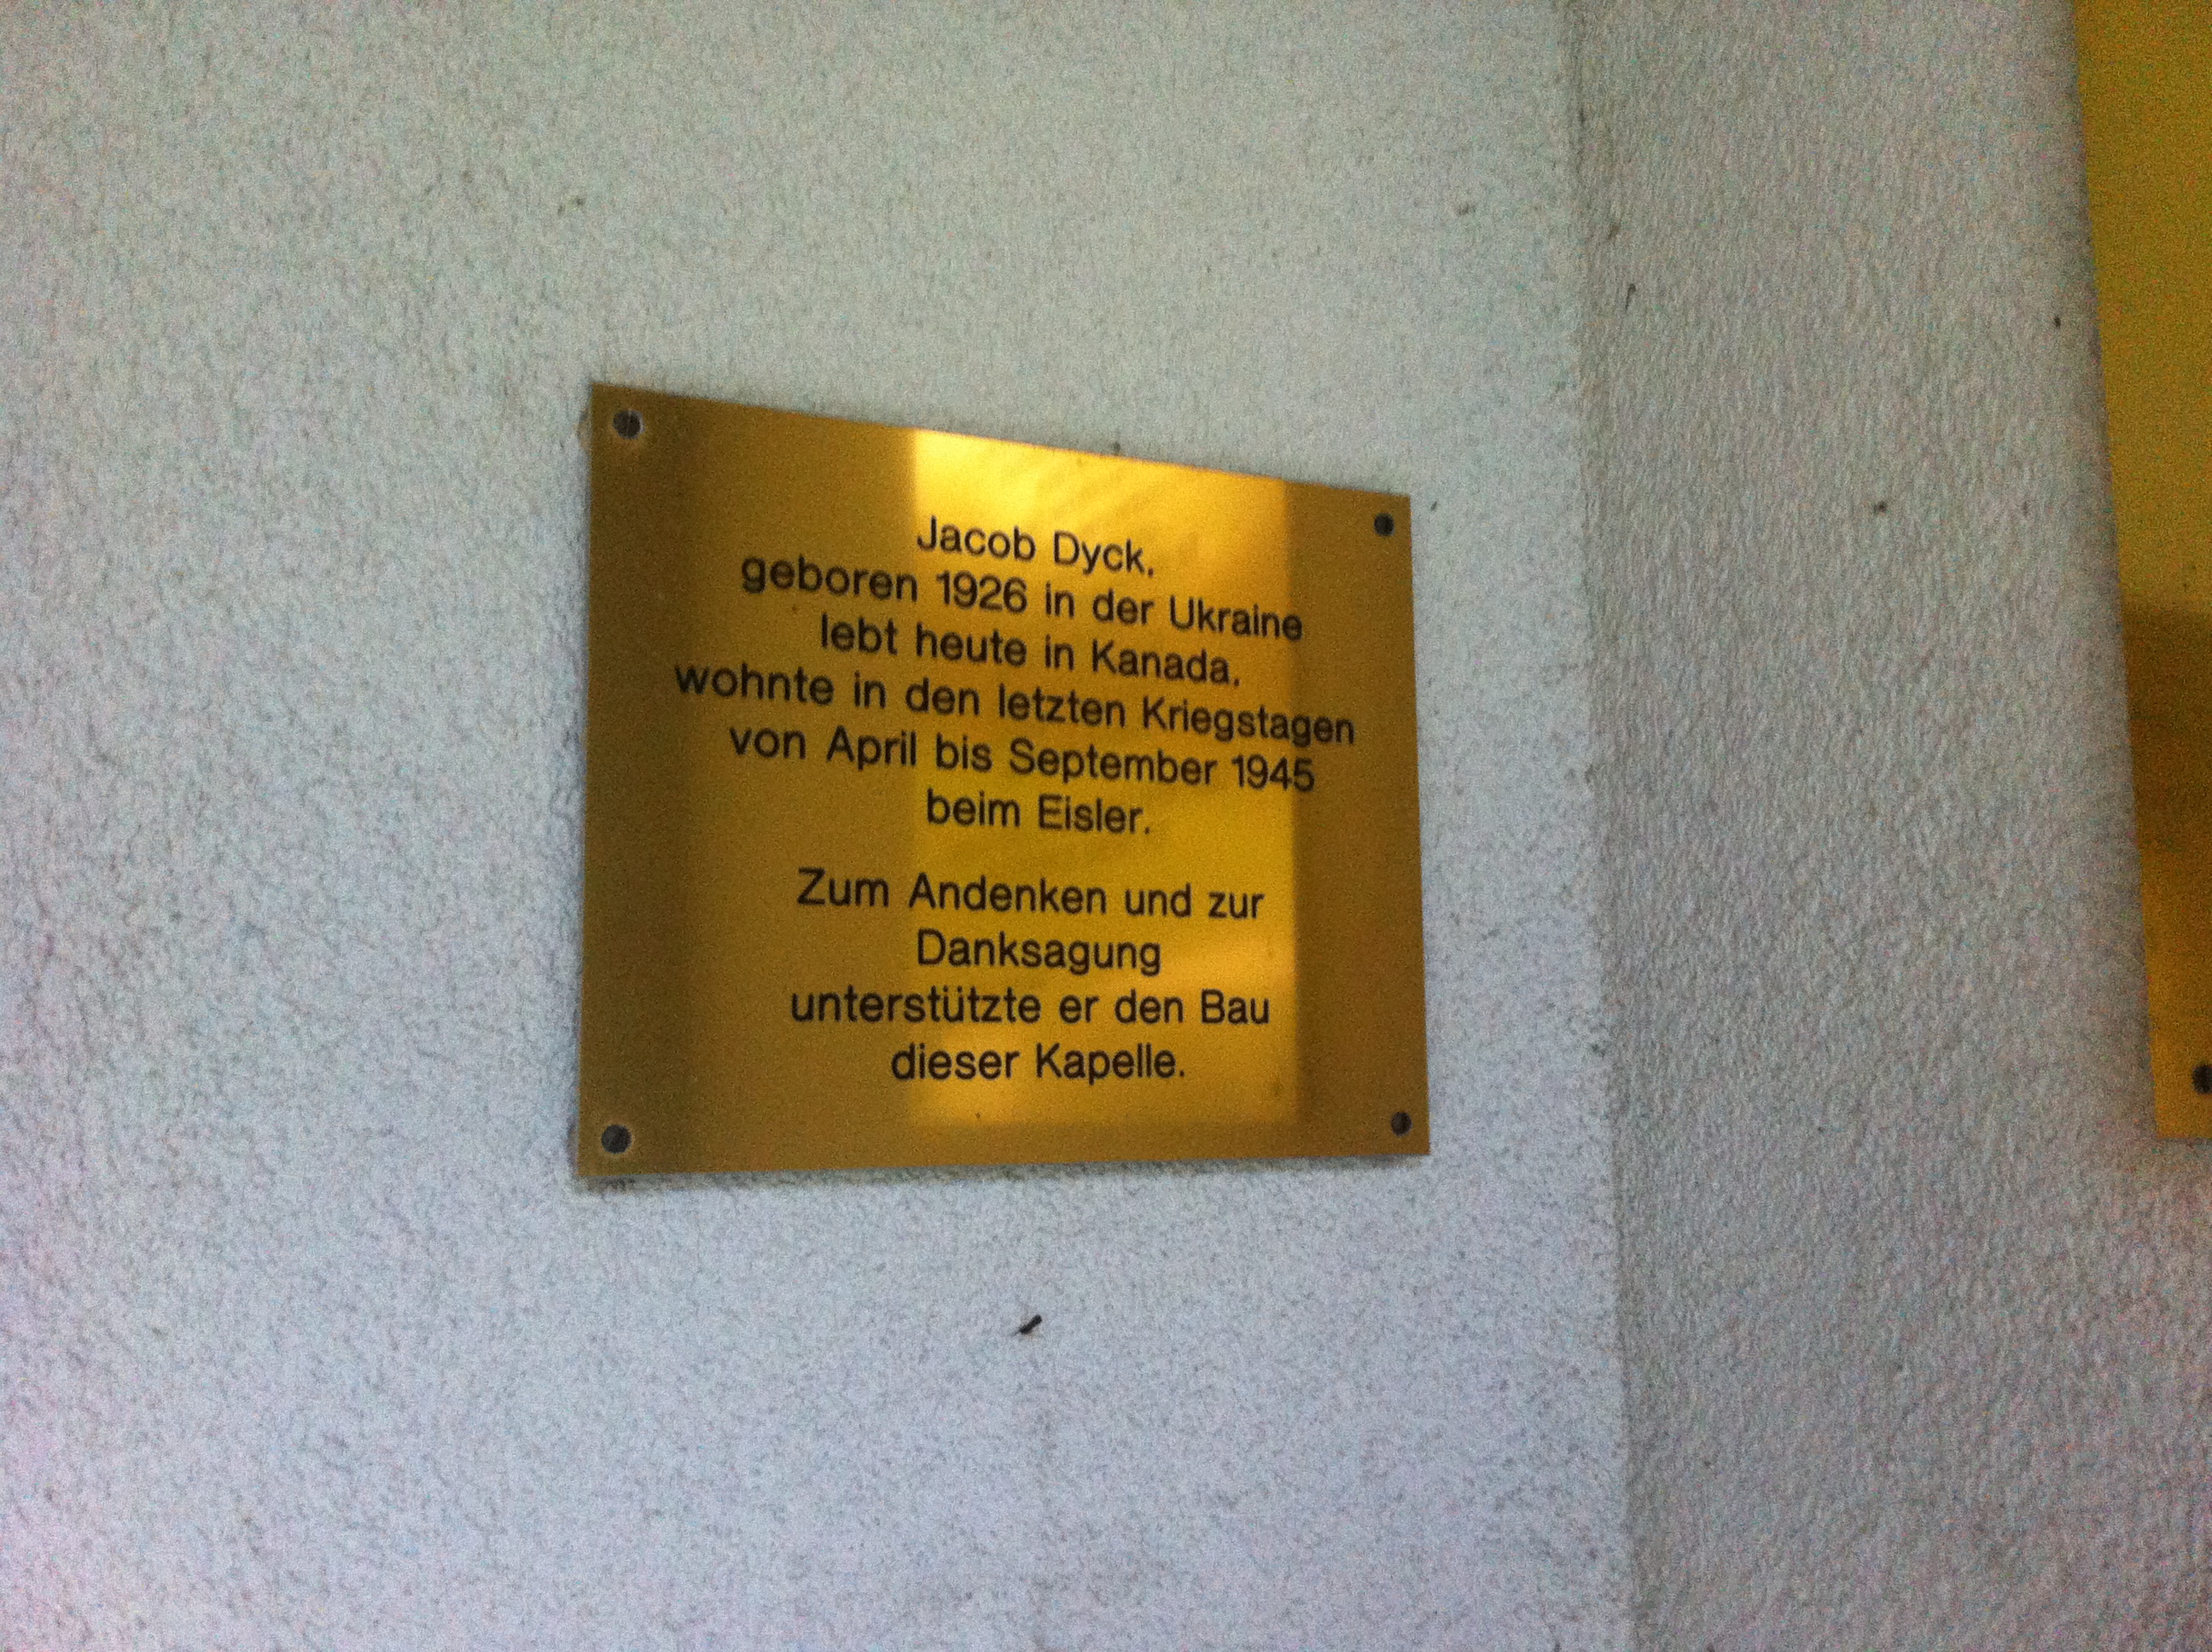 Jacob Dyck,
geboren 1926 in der Ukraine
lebt heute in Kanada,
wohnte in den letzten Kriegstagen
von April bis September 1945
beim Eisler.
Zum Andenken und zur
Danksagung
unterstützte er den Bau
dieser Kapelle.